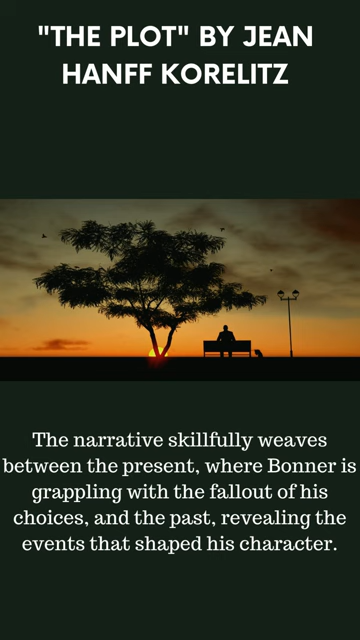 "THE PLOT" BY JEAN
HANFF KORELITZ
The narrative skillfully weaves
between the present, where Bonner is
grappling with the fallout of his
choices, and the past, revealing the
events that shaped his character.